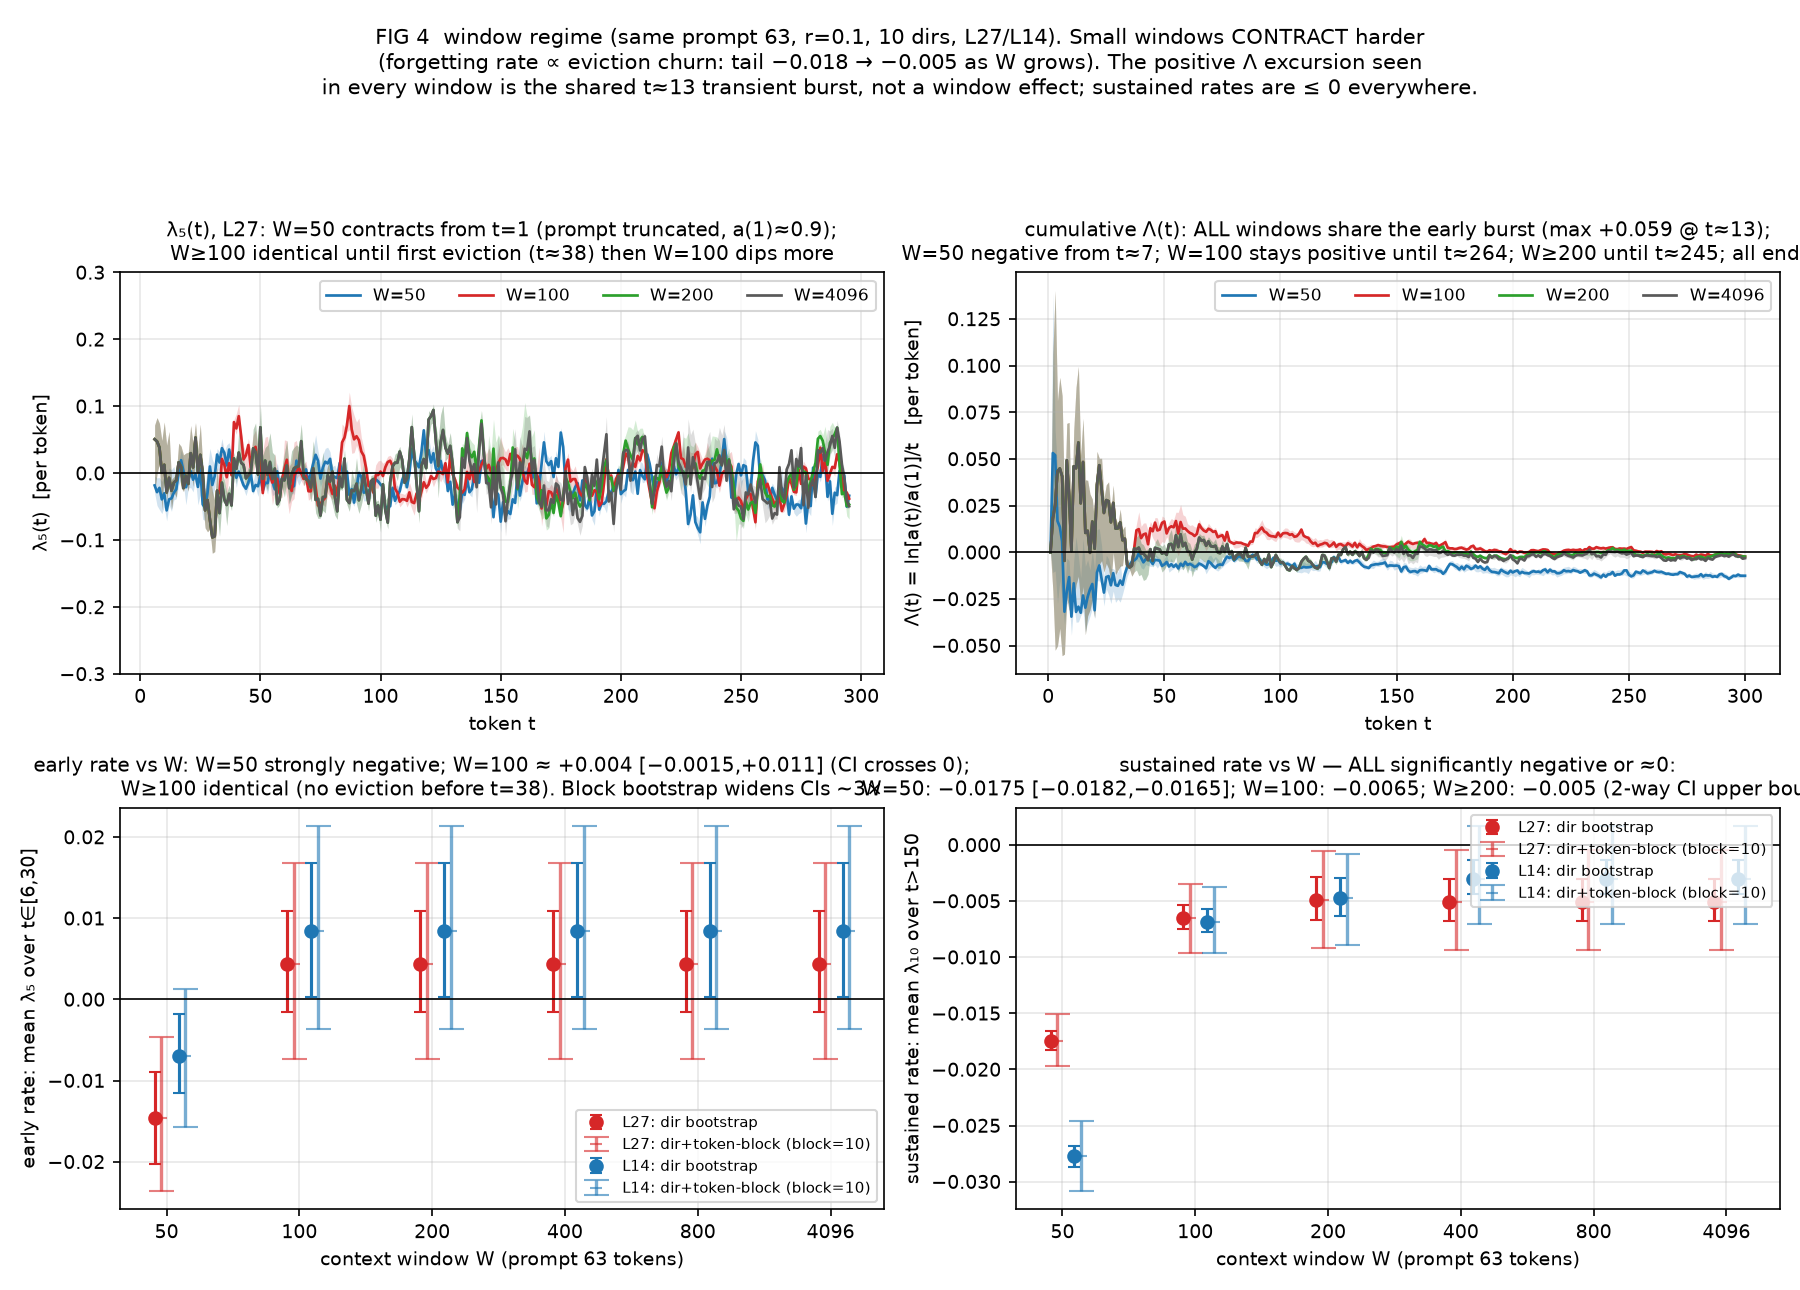 FIG 4  window regime (same prompt 63, r=0.1, 10 dirs, L27/L14). Small windows CONTRACT harder
(forgetting rate ∝ eviction churn: tail −0.018 → −0.005 as W grows). The positive Λ excursion seen
in every window is the shared t≈13 transient burst, not a window effect; sustained rates are ≤ 0 everywhere.
λ₅(t), L27: W=50 contracts from t=1 (prompt truncated, a(1)≈0.9);
W≥100 identical until first eviction (t≈38) then W=100 dips more
W=50 W=100 W=200 W=4096
0.3
0.2
0.1
0.0
−0.1
−0.2
−0.3
λ₅(t) [per token]
0 50 100 150 200 250 300
token t
cumulative Λ(t): ALL windows share the early burst (max +0.059 @ t≈13);
W=50 negative from t≈7; W=100 stays positive until t≈264; W≥200 until t≈245; all end
W=50 W=100 W=200 W=4096
0.125
0.100
0.075
0.050
0.025
0.000
−0.025
−0.050
Λ(t) = ln[a(t)/a(1)]/t   [per token]
0 50 100 150 200 250 300
token t
early rate vs W: W=50 strongly negative; W=100 ≈ +0.004 [−0.0015,+0.011] (CI crosses 0);
W≥100 identical (no eviction before t=38). Block bootstrap widens CIs ~3×
0.02
0.01
0.00
−0.01
−0.02
early rate: mean λ₅ over t∈[6,30]
L27: dir bootstrap
L27: dir+token-block (block=10)
L14: dir bootstrap
L14: dir+token-block (block=10)
50 100 200 400 800 4096
context window W (prompt 63 tokens)
sustained rate vs W — ALL significantly negative or ≈0:
W=50: −0.0175 [−0.0182,−0.0165]; W=100: −0.0065; W≥200: −0.005 (2-way CI upper bou
0.000
−0.005
−0.010
−0.015
−0.020
−0.025
−0.030
sustained rate: mean λ₁₀ over t>150
L27: dir bootstrap
L27: dir+token-block (block=10)
L14: dir bootstrap
L14: dir+token-block (block=10)
50 100 200 400 800 4096
context window W (prompt 63 tokens)